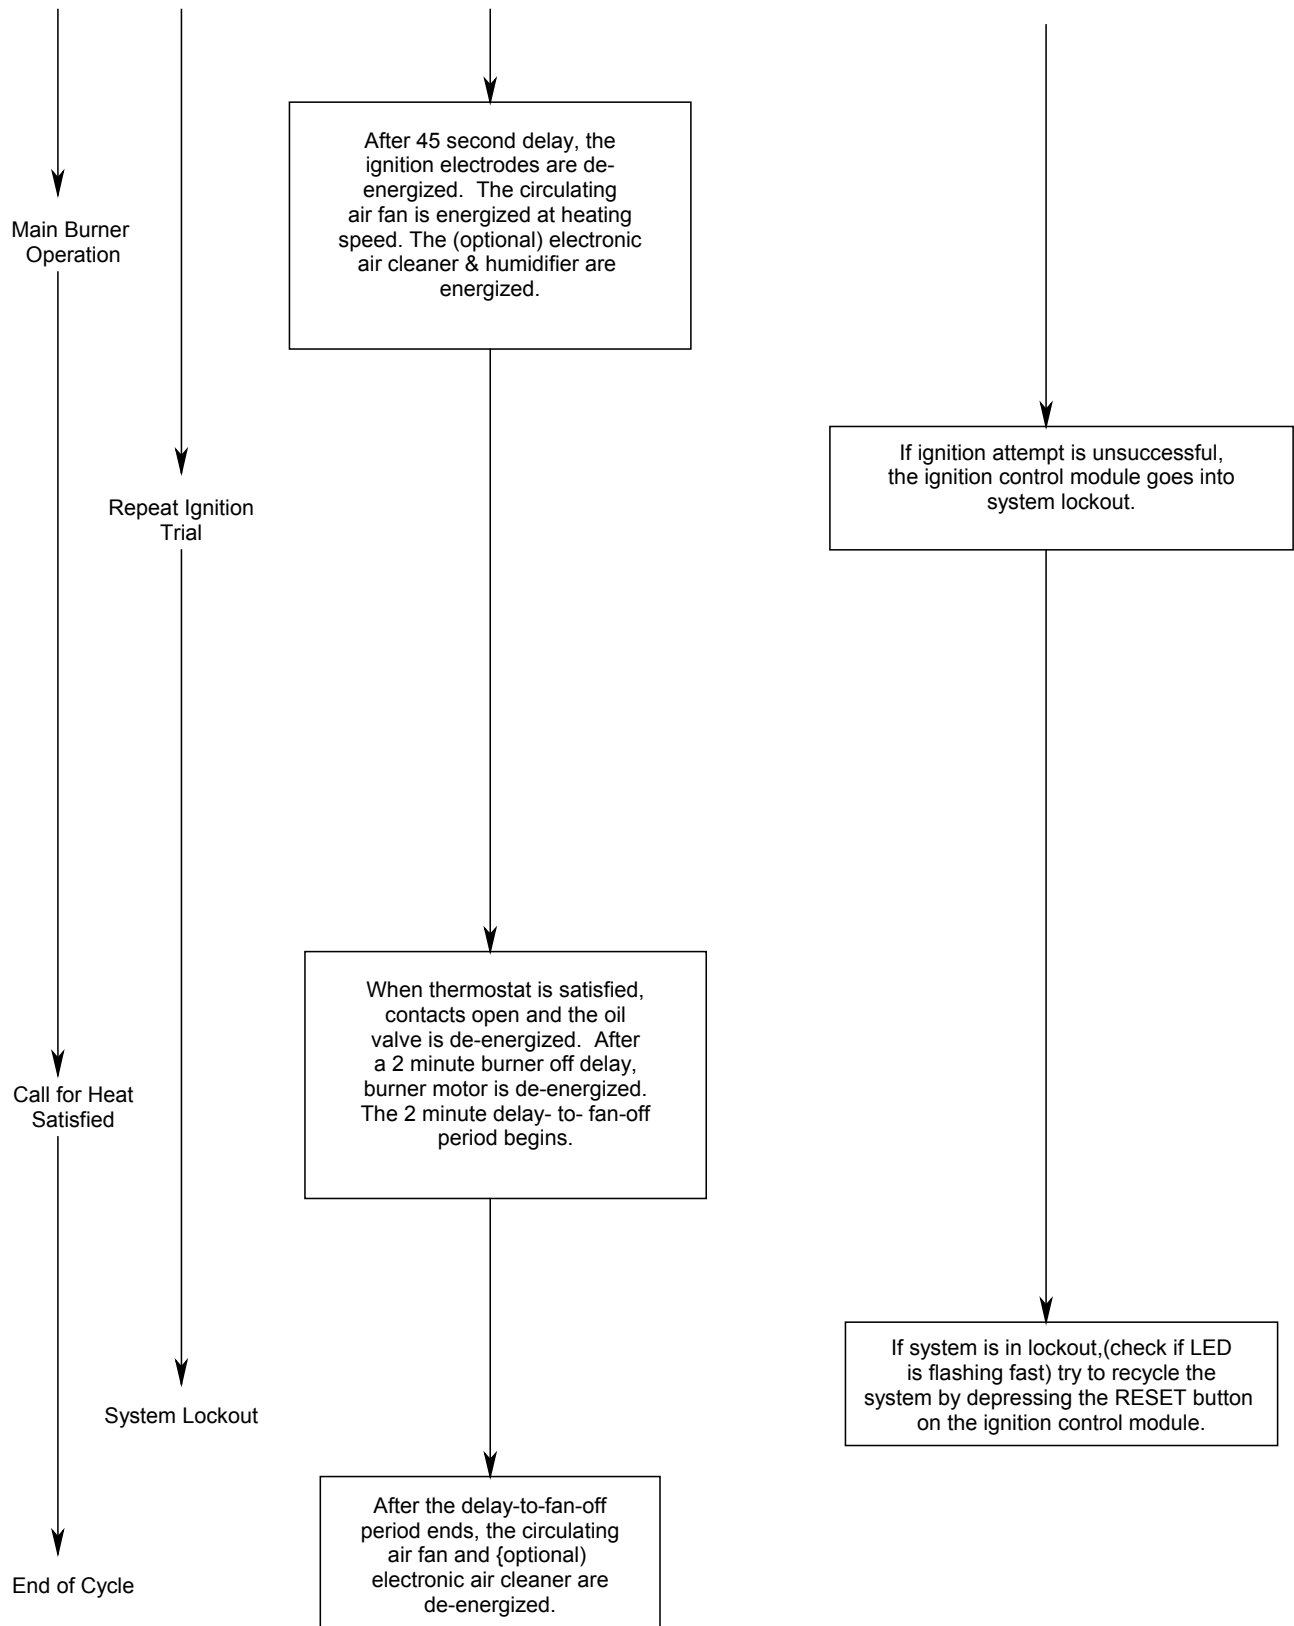 Main Burner
Operation
Repeat Ignition
Trial
Call for Heat
Satisfied
System Lockout
End of Cycle
After 45 second delay, the
ignition electrodes are de-
energized.  The circulating
air fan is energized at heating
speed. The (optional) electronic
air cleaner & humidifier are
energized.
When thermostat is satisfied,
contacts open and the oil
valve is de-energized.  After
a 2 minute burner off delay,
burner motor is de-energized.
The 2 minute delay- to- fan-off
period begins.
After the delay-to-fan-off
period ends, the circulating
air fan and {optional)
electronic air cleaner are
de-energized.
If ignition attempt is unsuccessful,
the ignition control module goes into
system lockout.
If system is in lockout,(check if LED
is flashing fast) try to recycle the
system by depressing the RESET button
on the ignition control module.